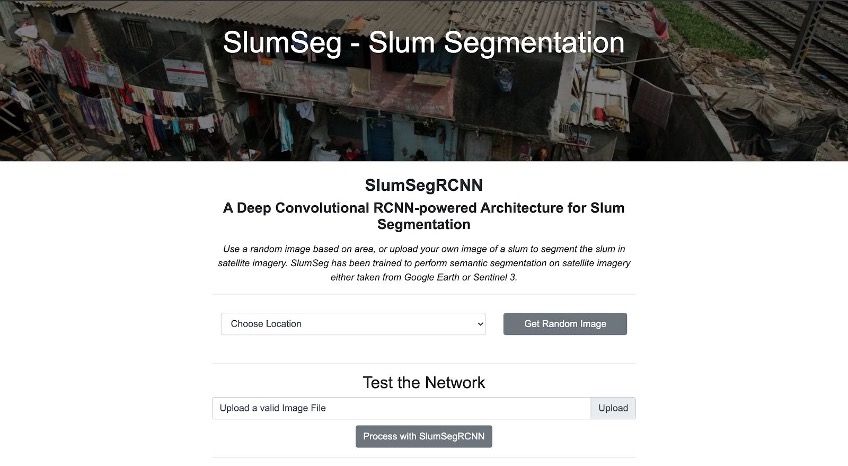 SlumSeg - Slum Segmentation
SlumSegRCNN
A Deep Convolutional RCNN-powered Architecture for Slum
Segmentation
Use a random image based on area, or upload your own image of a slum to segment the slum in
satellite imagery. SlumSeg has been trained to perform semantic segmentation on satellite imagery
either taken from Google Earth or Sentinel 3.
Choose Location
Get Random Image
Test the Network
Upload a valid Image File
Upload
Process with SlumSegRCNN